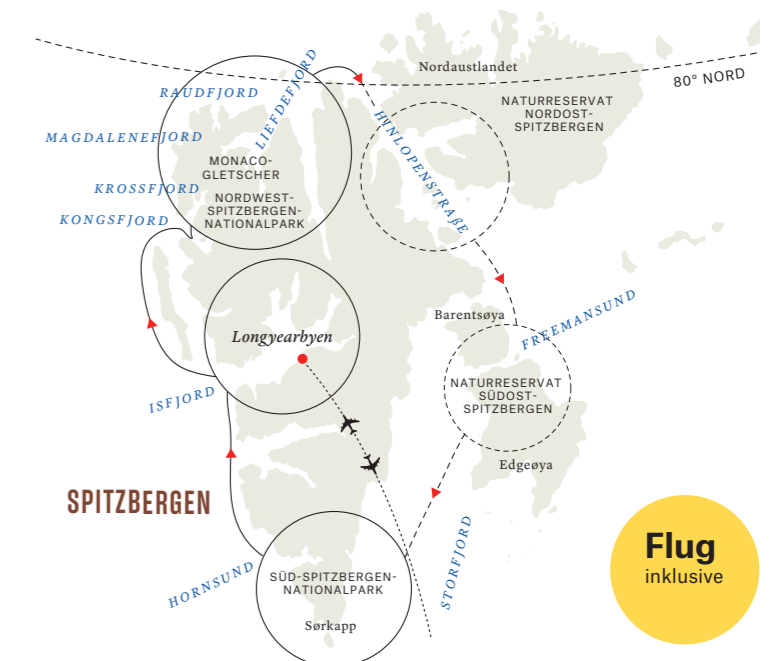 Nordaustlandet
80° NORD
RAUDFJORD
LIEFDEFJORD
NATURRESERVAT
NORDOST-
SPITZBERGEN
MAGDALENEFJORD
HINLOPENSTRAßE
MONACO-
GLETSCHER
KROSSFJORD
NORDWEST-
SPITZBERGEN-
NATIONALPARK
KONGSFJORD
Barentsøya
FREEMANSUND
Longyearbyen
NATURRESERVAT
SÜDOST-
SPITZBERGEN
ISFJORD
Edgeøya
SPITZBERGEN
STORFJORD
HORNSUND
SÜD-SPITZBERGEN-
NATIONALPARK
Sørkapp
Flug
inklusive